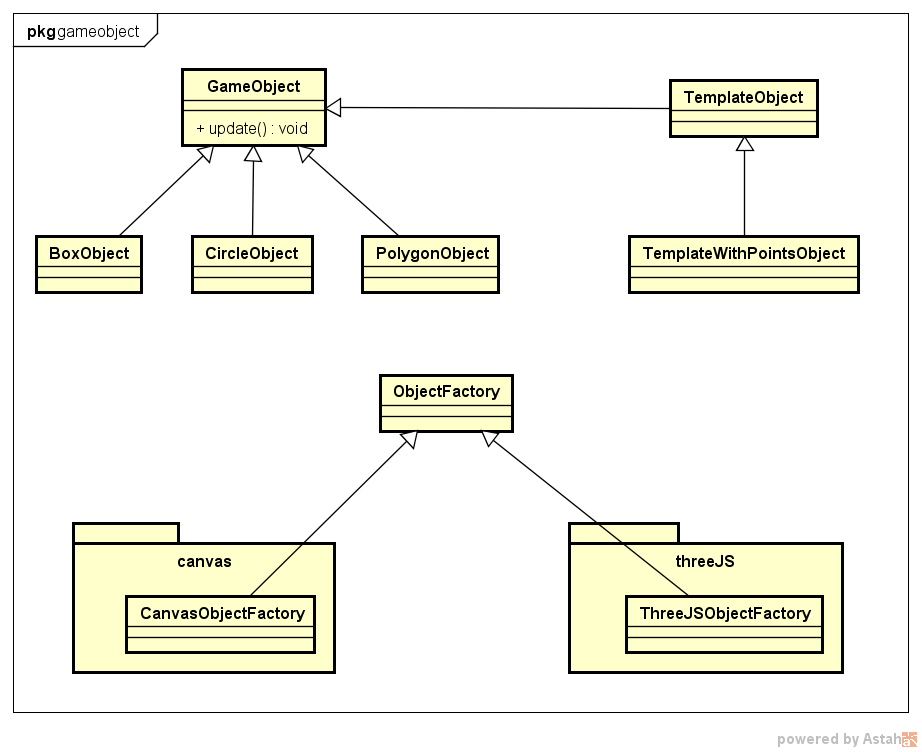 pkg gameobject
GameObject
+ update() : void
TemplateObject
BoxObject
CircleObject
PolygonObject
TemplateWithPointsObject
ObjectFactory
canvas
CanvasObjectFactory
threeJS
ThreeJSObjectFactory
powered by Astah